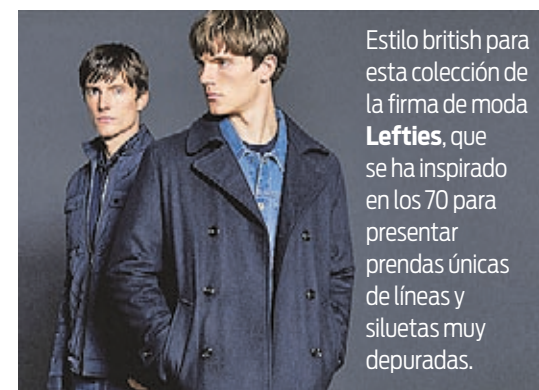 Estilo british para
esta colección de
la firma de moda
Lefties, que
se ha inspirado
en los 70 para
presentar
prendas únicas
de líneas y
siluetas muy
depuradas.